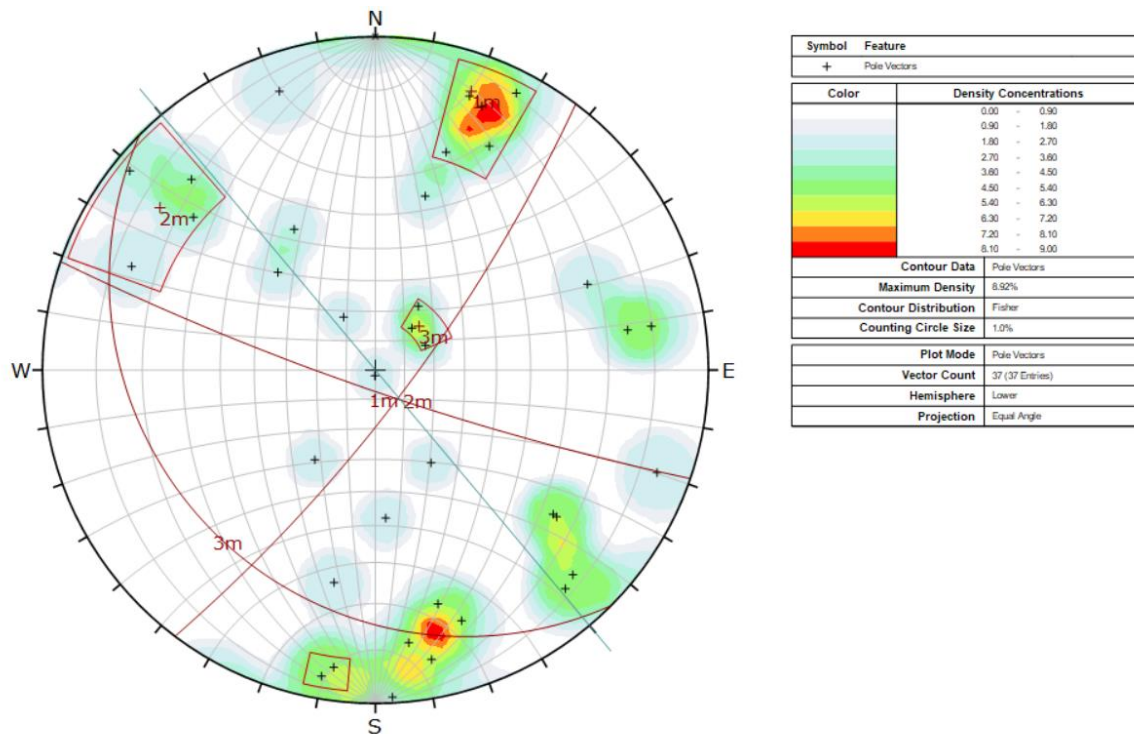 N
1m
2m
3m
W
E
1m 2m
3m
S
Symbol Feature
+ Pole Vectors
Color Density Concentrations
0.00 - 0.90
0.90 - 1.80
1.80 - 2.70
2.70 - 3.60
3.60 - 4.50
4.50 - 5.40
5.40 - 6.30
6.30 - 7.20
7.20 - 8.10
8.10 - 9.00
Contour Data Pole Vectors
Maximum Density 8.92%
Contour Distribution Fisher
Counting Circle Size 1.0%
Plot Mode Pole Vectors
Vector Count 37 (37 Entries)
Hemisphere Lower
Projection Equal Angle